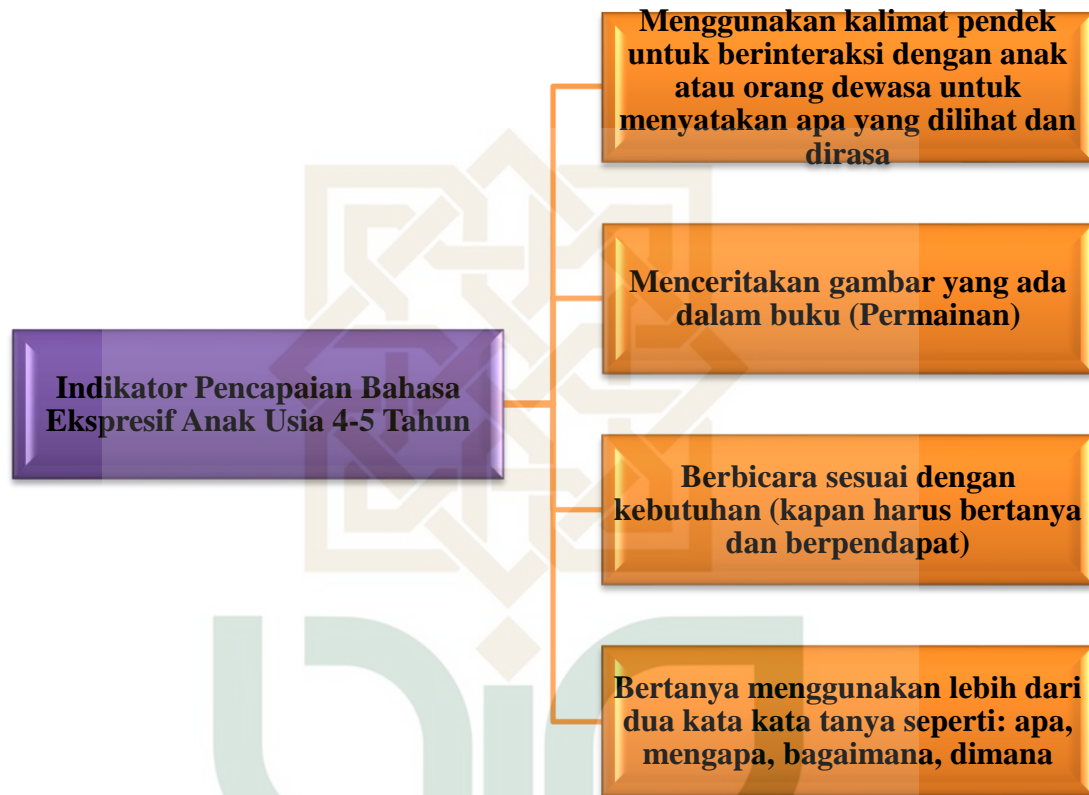 Menggunakan kalimat pendek
untuk berinteraksi dengan anak
atau orang dewasa untuk
menyatakan apa yang dilihat dan
dirasa
Menceritakan gambar yang ada
dalam buku (Permainan)
Indikator Pencapaian Bahasa
Ekspresif Anak Usia 4-5 Tahun
Berbicara sesuai dengan
kebutuhan (kapan harus bertanya
dan berpendapat)
Bertanya menggunakan lebih dari
dua kata kata tanya seperti: apa,
mengapa, bagaimana, dimana